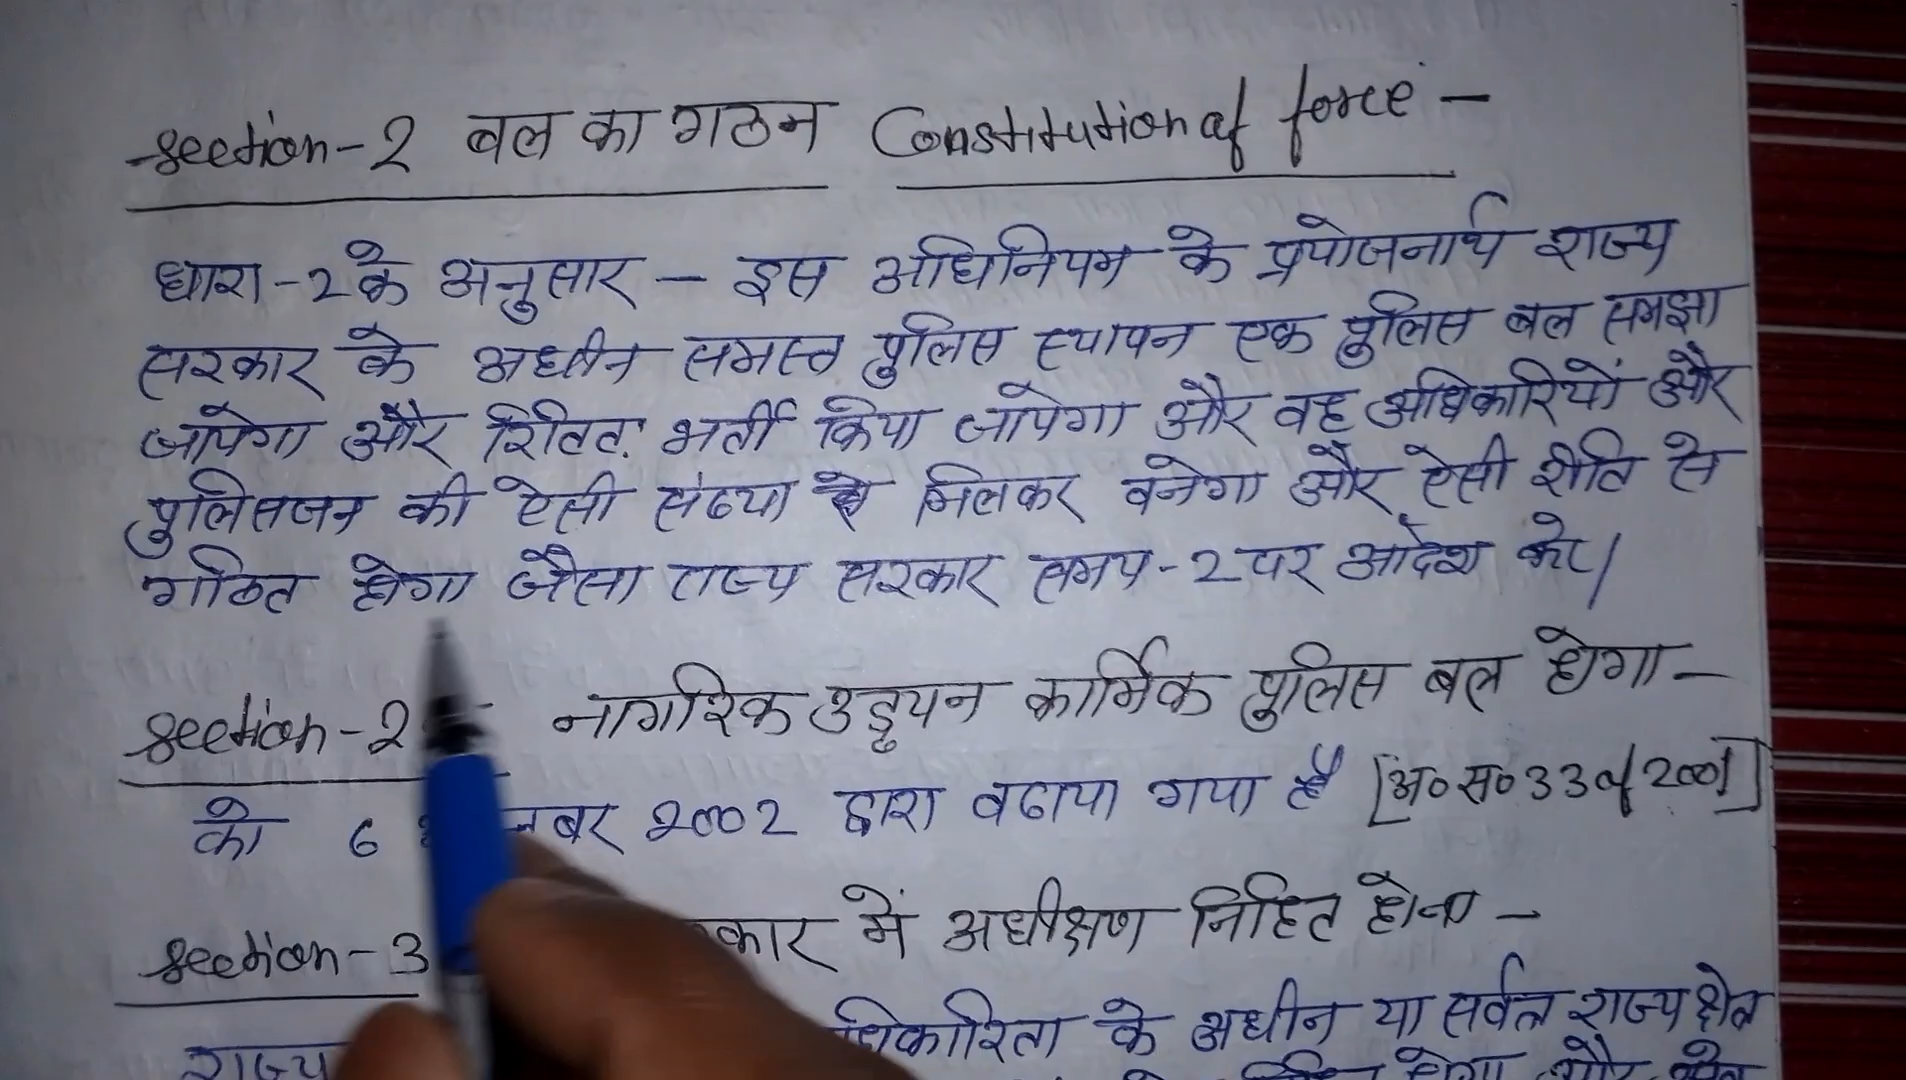 Section-2 बल का गठन Constitution of force -
धारा-2 के अनुसार - इस अधिनियम के प्रयोजनार्थ राज्य
सरकार के अधीन समस्त पुलिस स्थापन एक पुलिस बल समझा
जायेगा और भर्ती किया जायेगा और वह अधिकारियों और
पुलिसजन की ऐसी संख्या से मिलकर बनेगा और ऐसी रीति से
गठित होगा जैसा राज्य सरकार समय-2 पर आदेश करे।
Section-2 नागरिक उड्डयन कार्मिक पुलिस बल होगा -
को 6 2002 द्वारा बढाया गया है [अ० स० 33 of 2001]
Section-3 में अधीक्षण निहित होना -
राज्य के अधीन या सर्वत्र राज्य क्षेत्र
होगा और